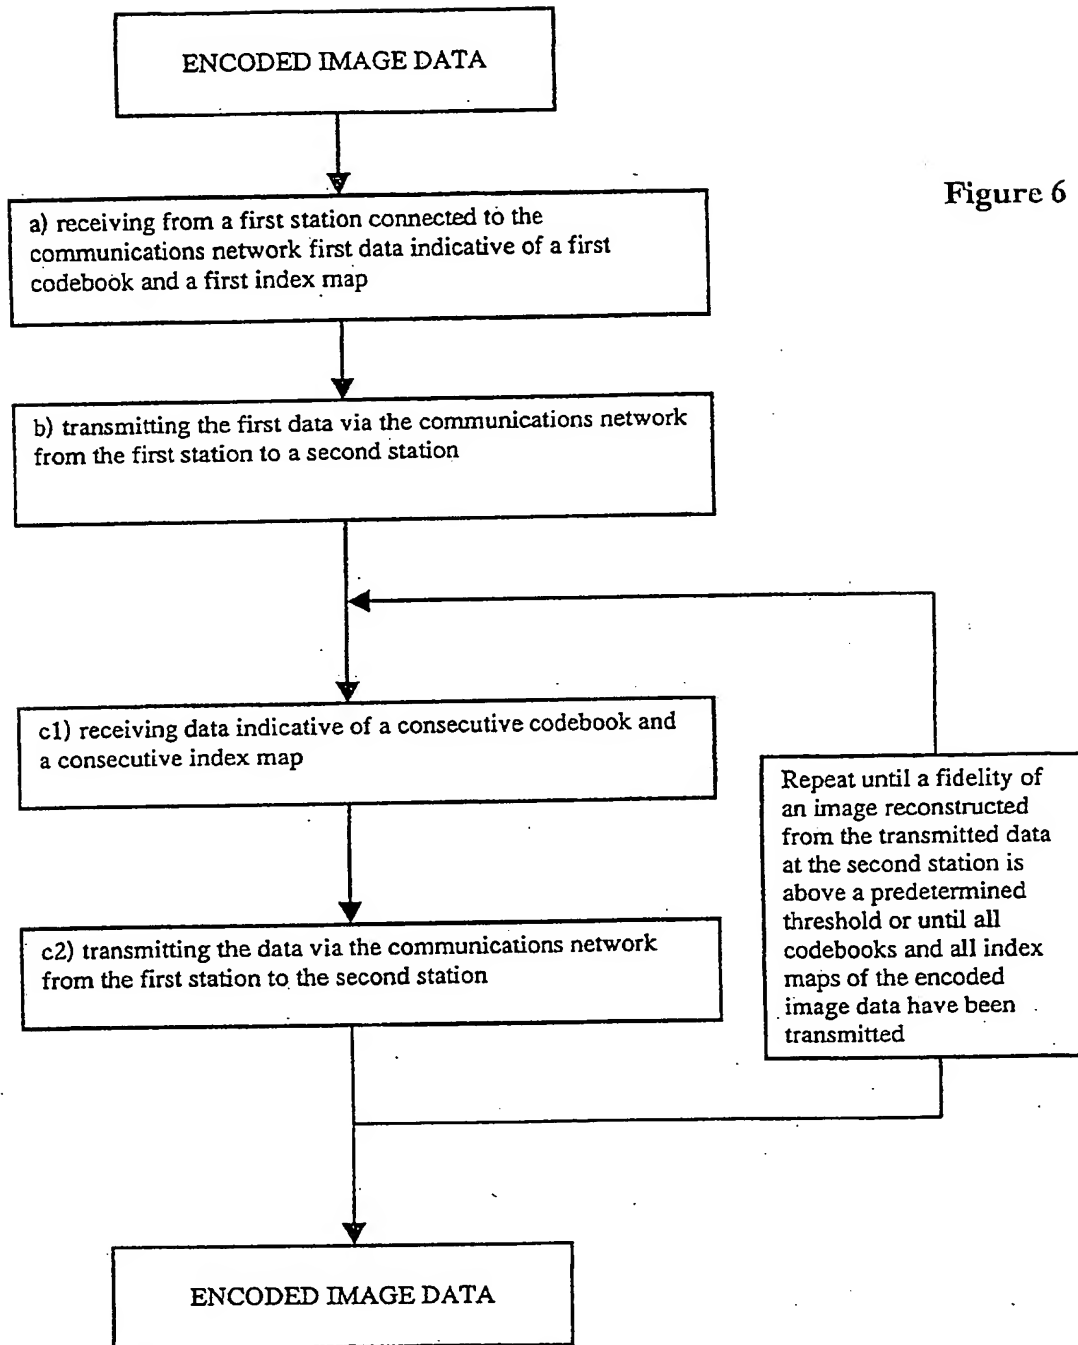 ENCODED IMAGE DATA
Figure 6
a) receiving from a first station connected to the
communications network first data indicative of a first
codebook and a first index map
b) transmitting the first data via the communications network
from the first station to a second station
c1) receiving data indicative of a consecutive codebook and
a consecutive index map
Repeat until a fidelity of
an image reconstructed
from the transmitted data
at the second station is
above a predetermined
threshold or until all
codebooks and all index
maps of the encoded
image data have been
transmitted
c2) transmitting the data via the communications network
from the first station to the second station
ENCODED IMAGE DATA